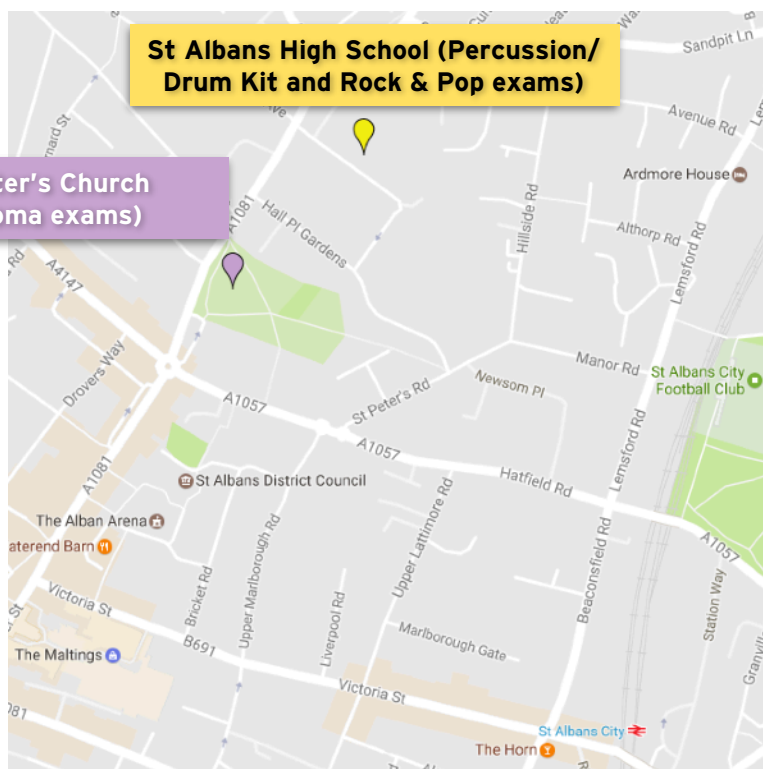 St Albans High School (Percussion/
Drum Kit and Rock & Pop exams)
Sandpit Ln
Avenue Rd
Ardmore House
ter's Church
oma exams)
A1081
Hall Pl Gardens
Hillside Rd
Althorp Rd
Lemsford Rd
A4147
Drovers Way
Manor Rd
St Albans City
Football Club
Newsom Pl
St Peter's Rd
A1057
A1057
Hatfield Rd
Lemsford Rd
A1081
St Albans District Council
The Alban Arena
aterend Barn
Upper Lattimore Rd
A1057
Beaconsfield Rd
Station Way
Victoria St
Bricket Rd
Upper Marlborough Rd
Liverpool Rd
B691
Marlborough Gate
The Maltings
Victoria St
St Albans City
The Horn